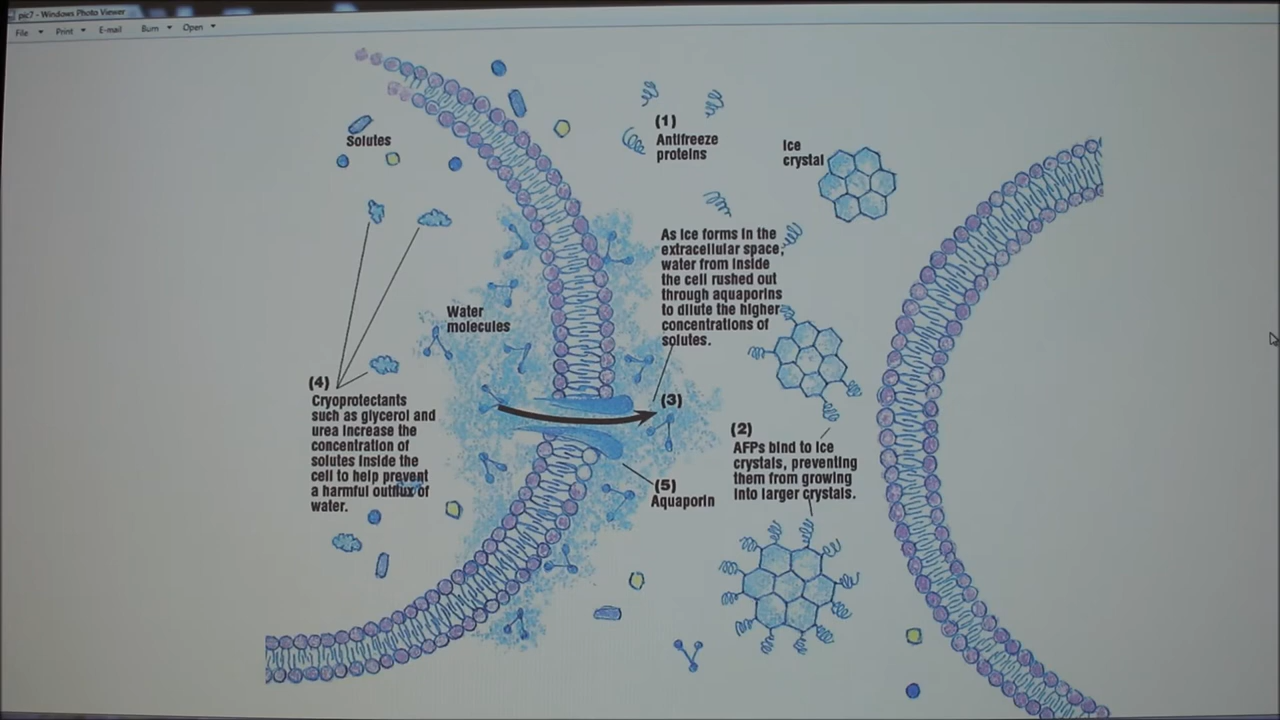 pic7 - Windows Photo Viewer
File Print E-mail Burn Open
Solutes
(1)
Antifreeze
proteins
Ice
crystal
As ice forms in the
extracellular space,
water from inside
the cell rushed out
through aquaporins
to dilute the higher
concentrations of
solutes.
Water
molecules
(3)
(4)
Cryoprotectants
such as glycerol and
urea increase the
concentration of
solutes inside the
cell to help prevent
a harmful outflux of
water.
(2)
AFPs bind to ice
crystals, preventing
them from growing
into larger crystals.
(5)
Aquaporin